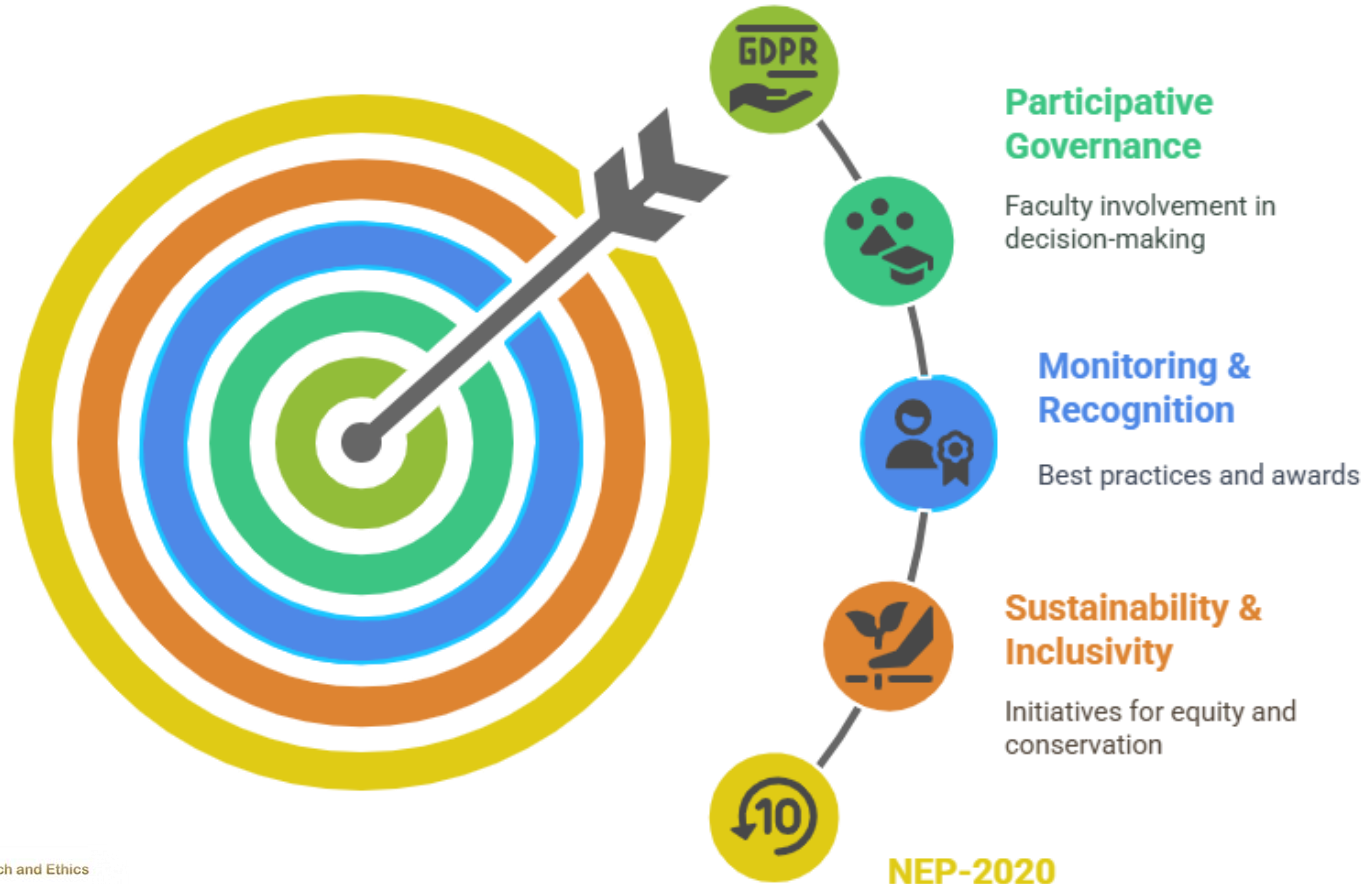 GDPR
Participative
Governance
Faculty involvement in
decision-making
Monitoring &
Recognition
Best practices and awards
Sustainability &
Inclusivity
Initiatives for equity and
conservation
10
NEP-2020
and Ethics